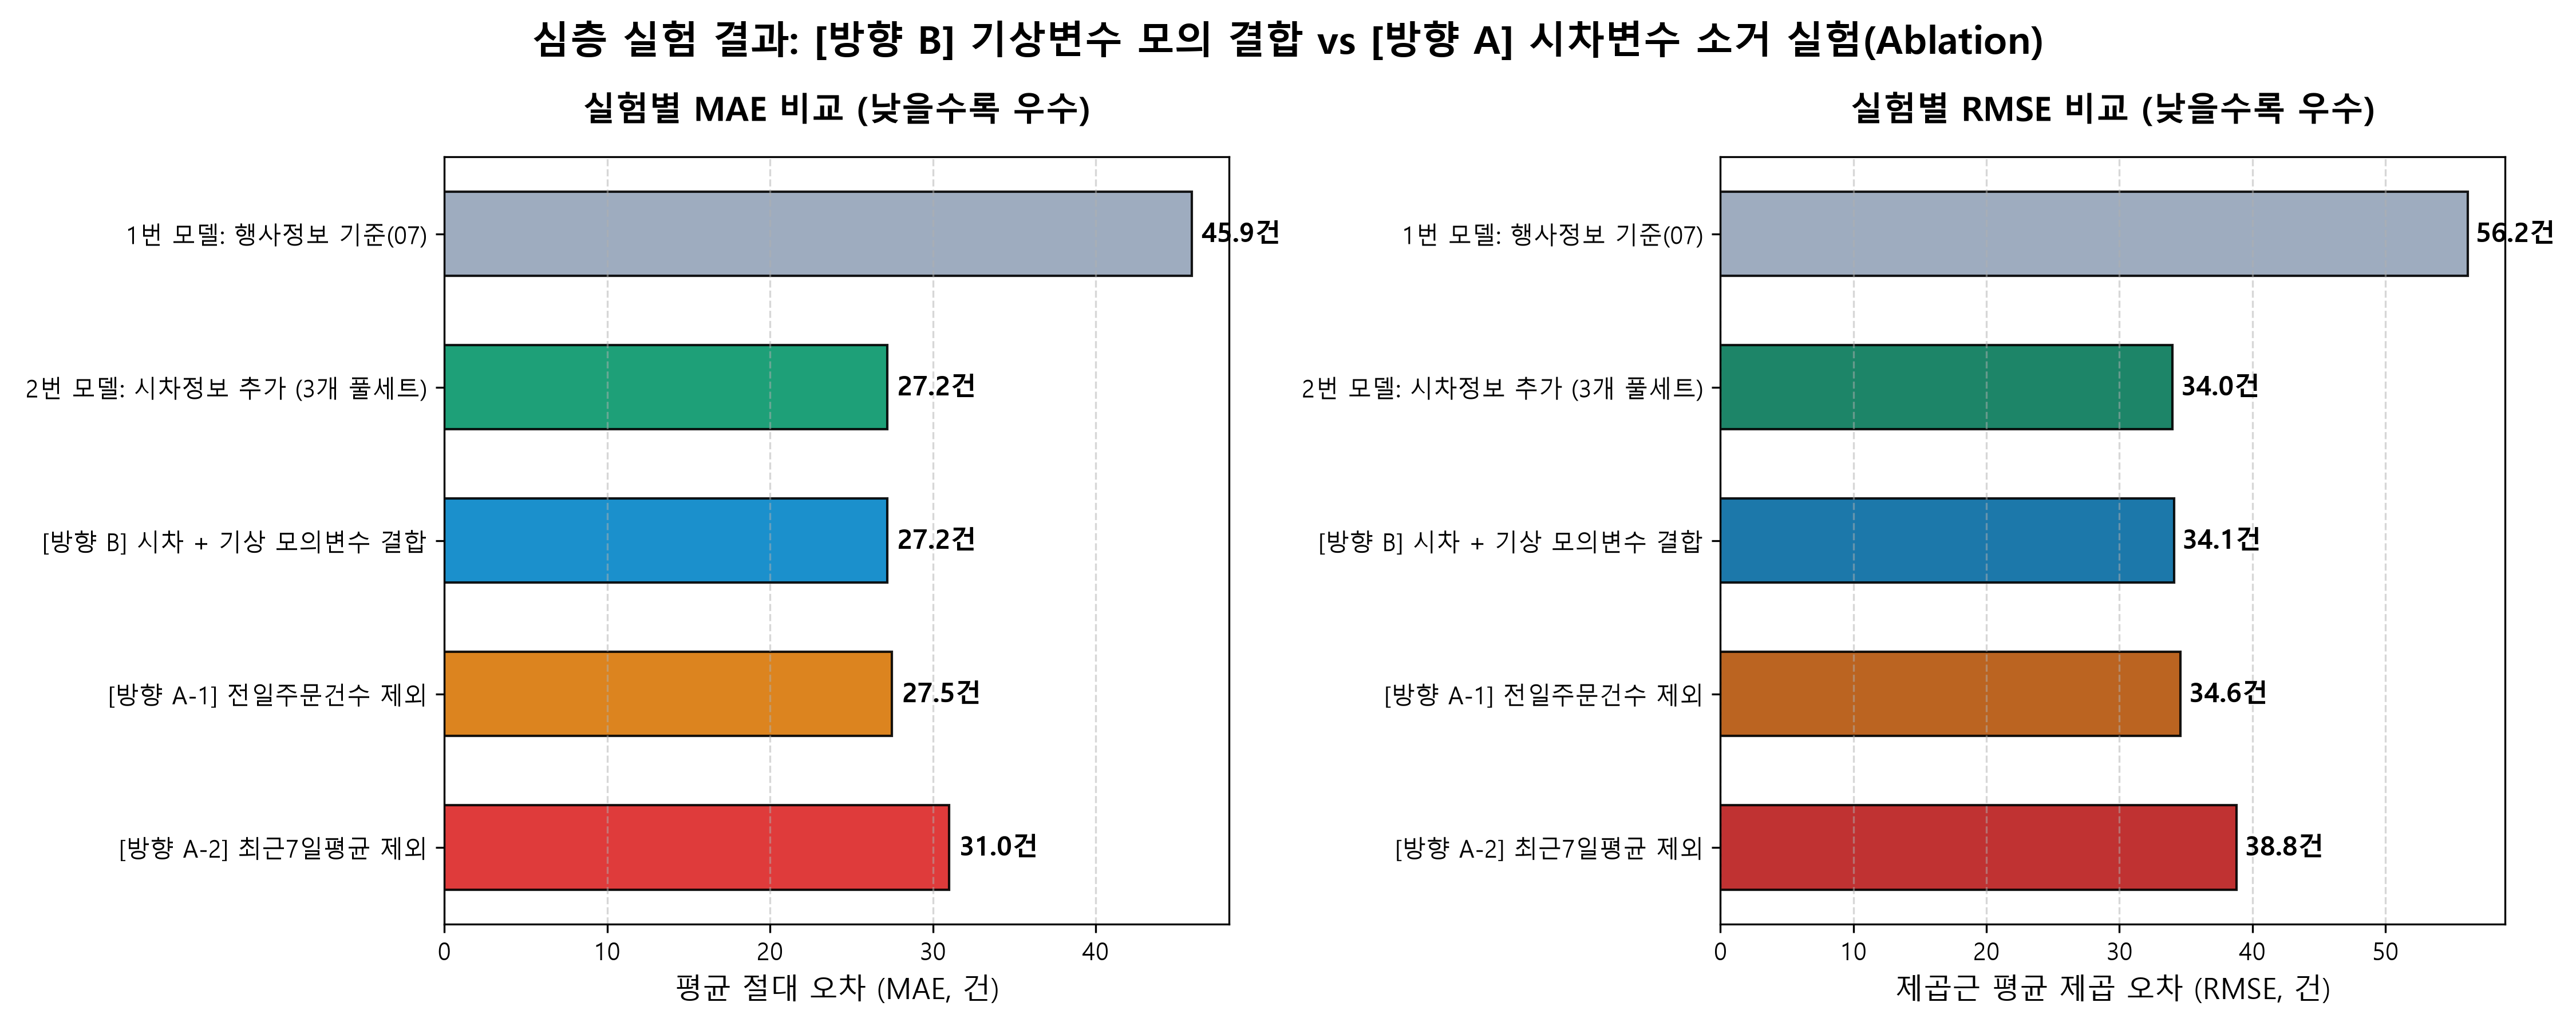 심층 실험 결과: [방향 B] 기상변수 모의 결합 vs [방향 A] 시차변수 소거 실험(Ablation)
실험별 MAE 비교 (낮을수록 우수)
1번 모델: 행사정보 기준(07)
45.9건
2번 모델: 시차정보 추가 (3개 풀세트)
27.2건
[방향 B] 시차 + 기상 모의변수 결합
27.2건
[방향 A-1] 전일주문건수 제외
27.5건
[방향 A-2] 최근7일평균 제외
31.0건
0 10 20 30 40
평균 절대 오차 (MAE, 건)
실험별 RMSE 비교 (낮을수록 우수)
1번 모델: 행사정보 기준(07)
56.2건
2번 모델: 시차정보 추가 (3개 풀세트)
34.0건
[방향 B] 시차 + 기상 모의변수 결합
34.1건
[방향 A-1] 전일주문건수 제외
34.6건
[방향 A-2] 최근7일평균 제외
38.8건
0 10 20 30 40 50
제곱근 평균 제곱 오차 (RMSE, 건)